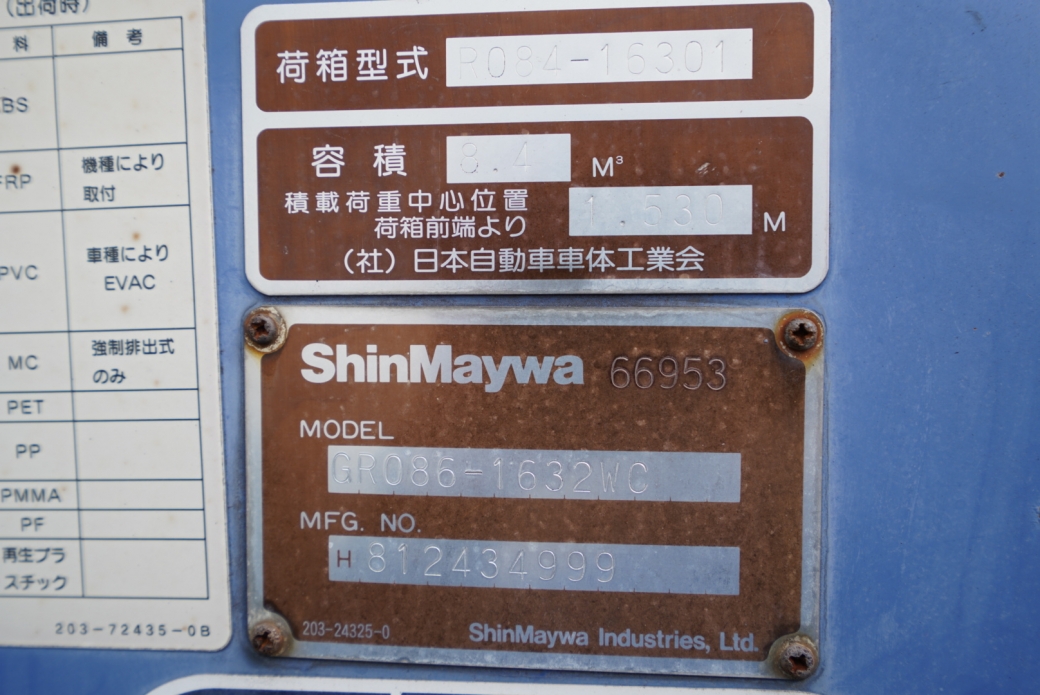 (出荷時)
料 備考
BS
FRP 機種により
取付
PVC 車種により
EVAC
MC 強制排出式
のみ
PET
PP
PMMA
PF
再生プラ
スチック
203-72435-0B
荷箱型式 R084-16301
容積 8.4 M³
積載荷重中心位置
荷箱前端より 1.530 M
(社)日本自動車車体工業会
ShinMaywa 66953
MODEL
GR086-1632WC
MFG. NO.
H 812434999
203-24325-0 ShinMaywa Industries, Ltd.